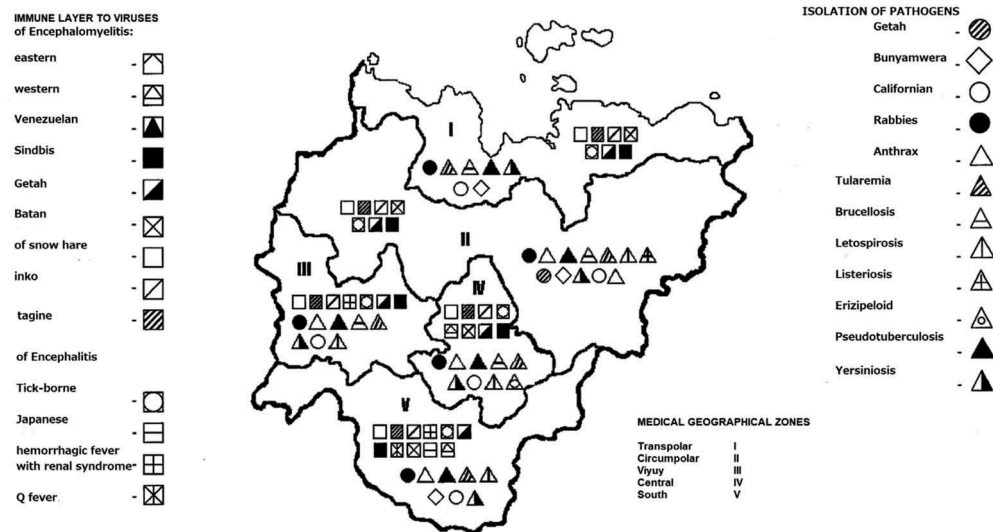 IMMUNE LAYER TO VIRUSES
of Encephalomyelitis:
eastern -
western -
Venezuelan -
Sindbis -
Getah -
Batan -
of snow hare -
inko -
tagine -
of Encephalitis
Tick-borne -
Japanese -
hemorrhagic fever
with renal syndrome-
Q fever -
I
II
III
IV
V
ISOLATION OF PATHOGENS
Getah -
Bunyamwera -
Californian -
Rabbies -
Anthrax -
Tularemia -
Brucellosis -
Letospirosis -
Listeriosis -
Erizipeloid -
Pseudotuberculosis -
Yersiniosis -
MEDICAL GEOGRAPHICAL ZONES
Transpolar I
Circumpolar II
Viyuy III
Central IV
South V